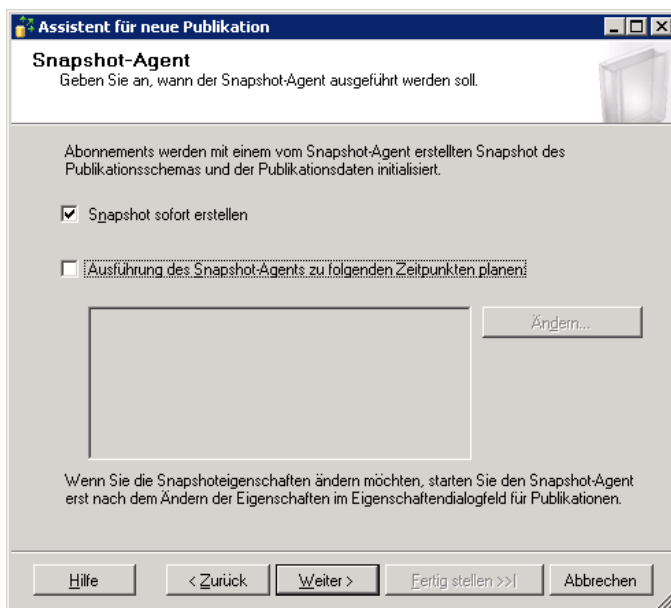 Assistent für neue Publikation
Snapshot-Agent
Geben Sie an, wann der Snapshot-Agent ausgeführt werden soll.
Abonnements werden mit einem vom Snapshot-Agent erstellten Snapshot des
Publikationsschemas und der Publikationsdaten initialisiert.
Snapshot sofort erstellen
Ausführung des Snapshot-Agents zu folgenden Zeitpunkten planen:
Ändern...
Wenn Sie die Snapshoteigenschaften ändern möchten, starten Sie den Snapshot-Agent
erst nach dem Ändern der Eigenschaften im Eigenschaftendialogfeld für Publikationen.
Hilfe
< Zurück
Weiter >
Fertig stellen >>|
Abbrechen